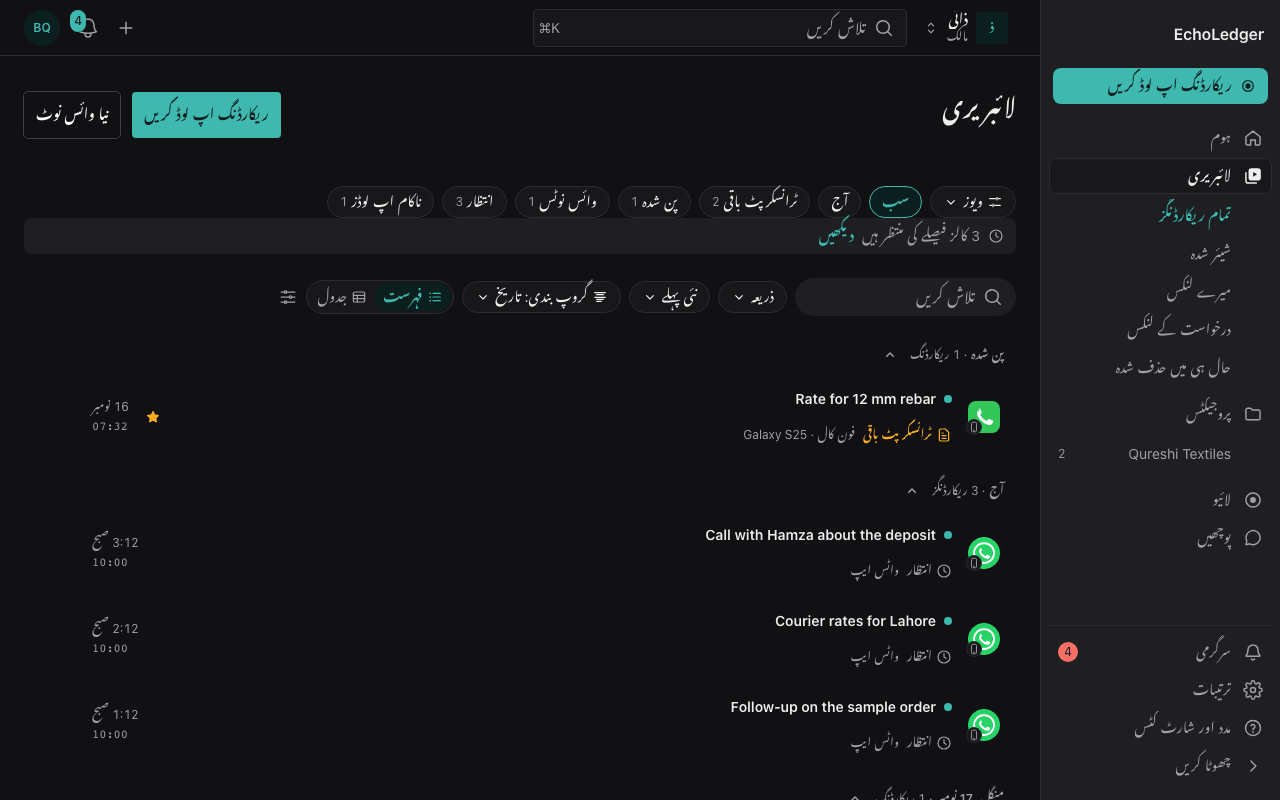 EchoLedger
ریکارڈنگ اپ لوڈ کریں
ہوم
لائبریری
تمام ریکارڈنگز
شیئر شدہ
میرے لنکس
درخواست کے لنکس
حال ہی میں حذف شدہ
پروجیکٹس
Qureshi Textiles 2
لائیو
پوچھیں
سرگرمی 4
ترتیبات
مدد اور شارٹ کٹس
چھوٹا کریں
ذ
ذاتی
مالک
تلاش کریں ⌘K
4
BQ
لائبریری
ریکارڈنگ اپ لوڈ کریں
نیا وائس نوٹ
ویوز
سب
آج
ٹرانسکرپٹ باقی 2
پن شدہ 1
وائس نوٹس 1
انتظار 3
ناکام اپ لوڈز 1
3 کالز فیصلے کی منتظر ہیں دیکھیں
تلاش کریں
ذریعہ
نئی پہلے
گروپ بندی: تاریخ
فہرست
جدول
پن شدہ · 1 ریکارڈنگ
Rate for 12 mm rebar
ٹرانسکرپٹ باقی فون کال · Galaxy S25
16 نومبر
07:32
آج · 3 ریکارڈنگز
Call with Hamza about the deposit
انتظار واٹس ایپ
3:12 صبح
10:00
Courier rates for Lahore
انتظار واٹس ایپ
2:12 صبح
10:00
Follow-up on the sample order
انتظار واٹس ایپ
1:12 صبح
10:00
منگل، 17 نومبر · 1 ریکارڈنگ